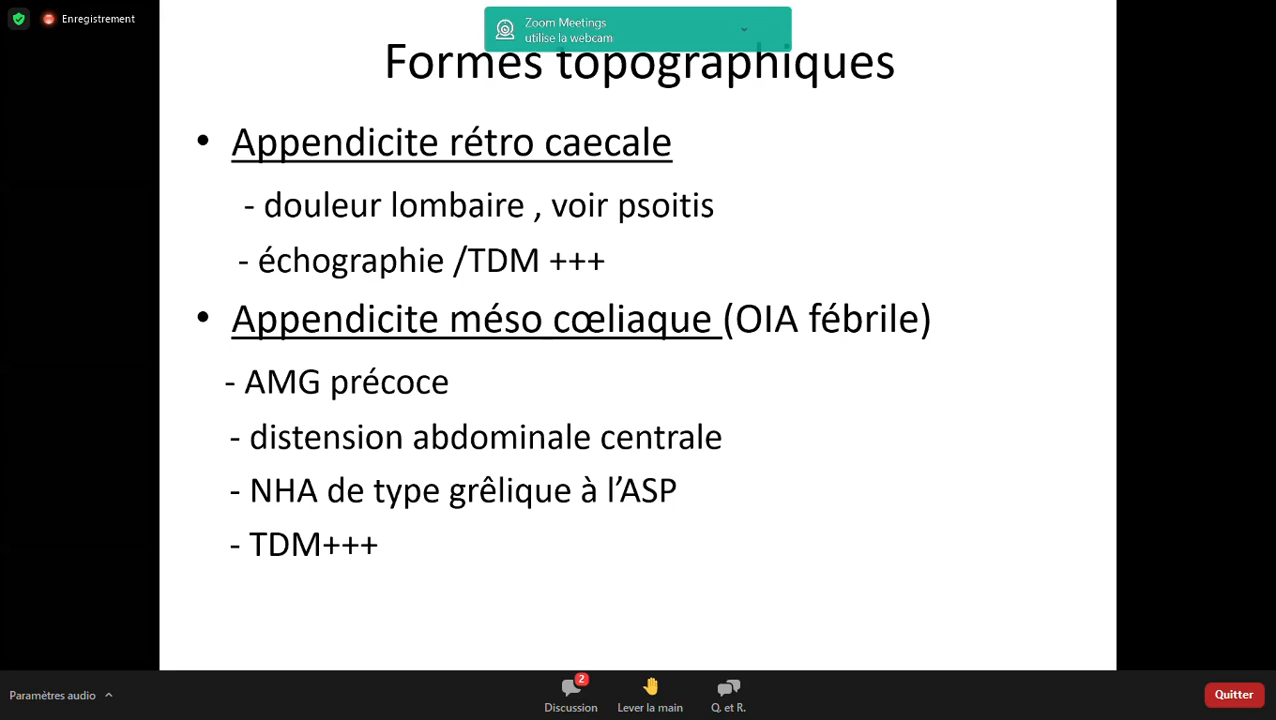 Enregistrement
Zoom Meetings
utilise la webcam
Formes topographiques
• Appendicite rétro caecale
- douleur lombaire , voir psoitis
- échographie /TDM +++
• Appendicite méso cœliaque (OIA fébrile)
- AMG précoce
- distension abdominale centrale
- NHA de type grêlique à l’ASP
- TDM+++
Paramètres audio
2
Discussion
Lever la main
Q. et R.
Quitter